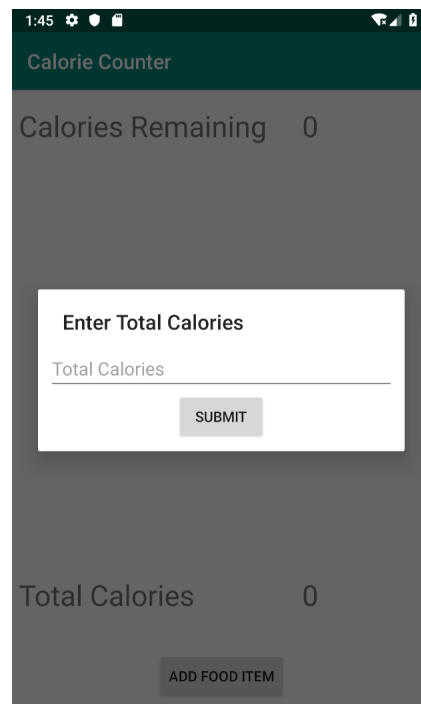 1:45
Calorie Counter
Calories Remaining 0
Enter Total Calories
Total Calories
SUBMIT
Total Calories 0
ADD FOOD ITEM